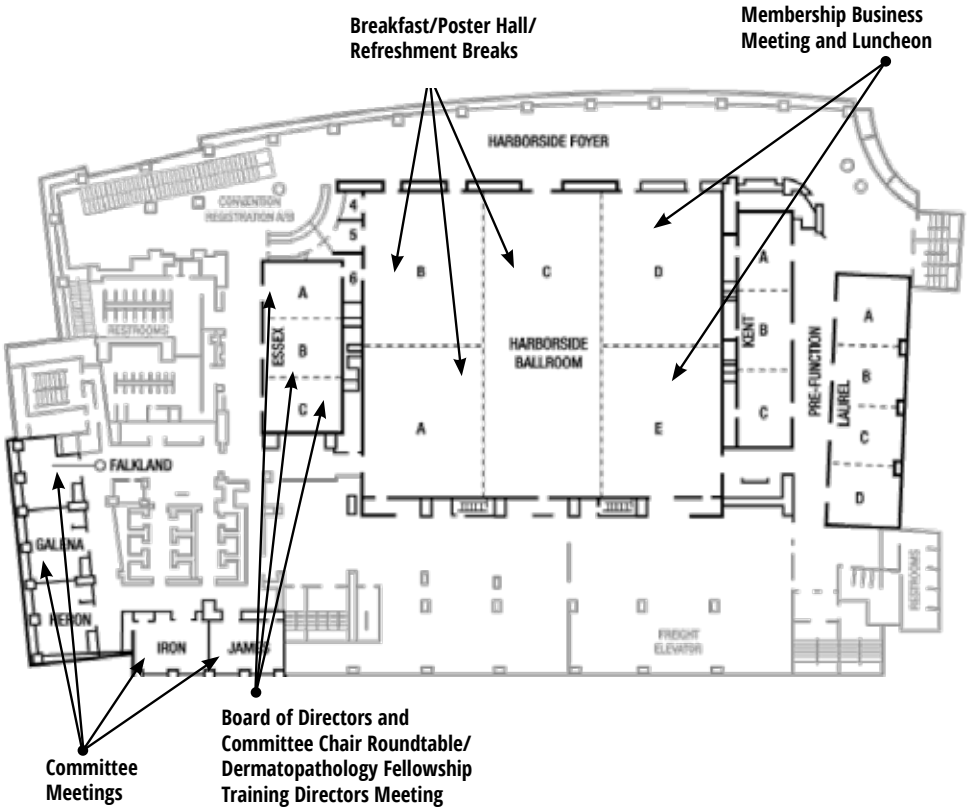 Breakfast/Poster Hall/
Refreshment Breaks
Membership Business
Meeting and Luncheon
HARBORSIDE FOYER
CONVENTION
REGISTRATION A/B
4
5
6
B
C
D
A
E
HARBORSIDE
BALLROOM
RESTROOMS
ESSEX
A
B
C
KENT
A
B
C
PRE-FUNCTION
LAUREL
A
B
C
D
FALKLAND
GALENA
HERON
IRON
JAMES
FREIGHT
ELEVATOR
RESTROOMS
Board of Directors and
Committee Chair Roundtable/
Dermatopathology Fellowship
Training Directors Meeting
Committee
Meetings